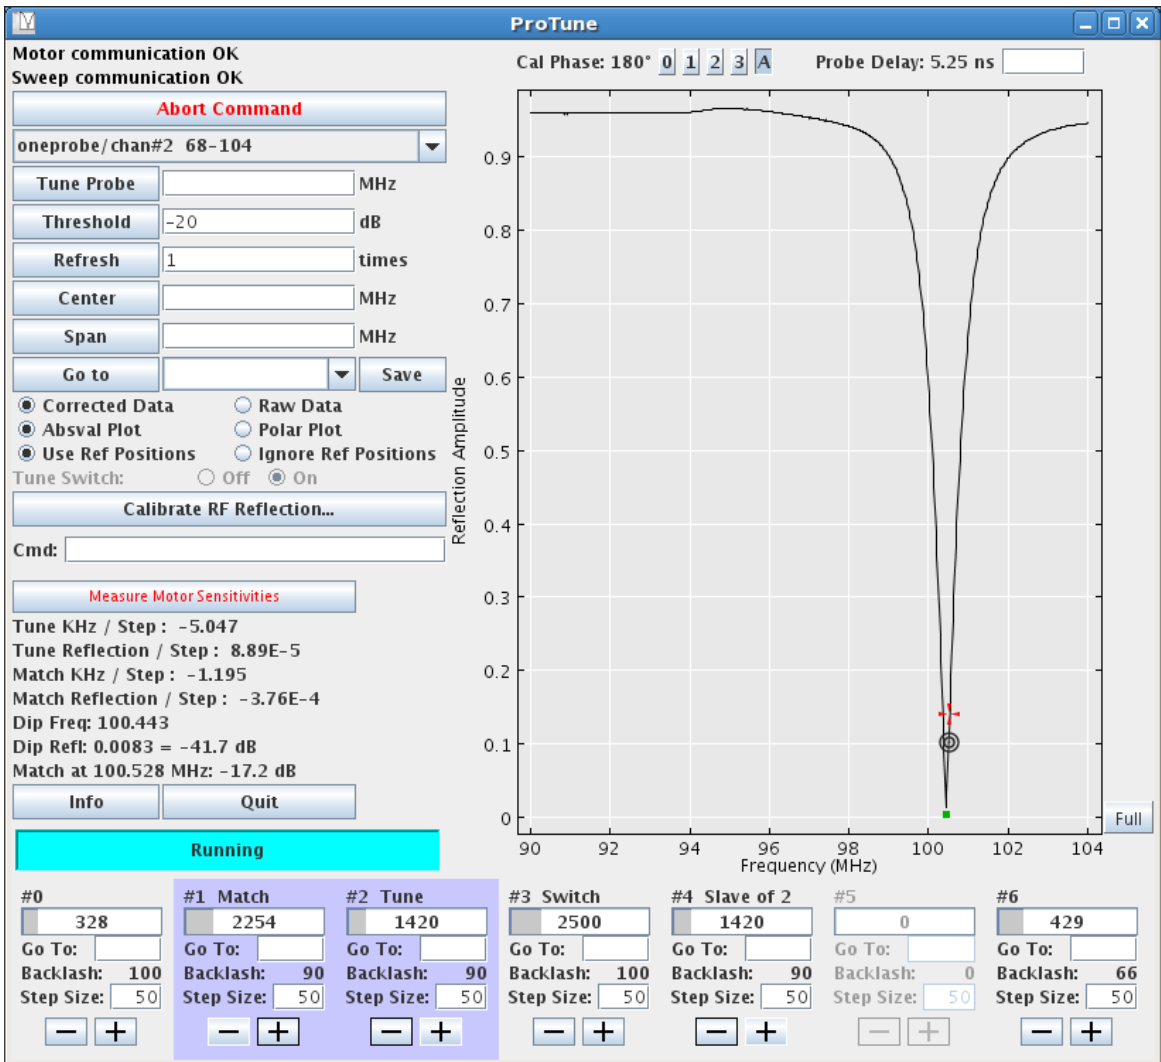 ProTune
Motor communication OK
Sweep communication OK
Abort Command
oneprobe/chan#2 68-104
Tune Probe MHz
Threshold -20 dB
Refresh 1 times
Center MHz
Span MHz
Go to Save
Corrected Data Raw Data
Absval Plot Polar Plot
Use Ref Positions Ignore Ref Positions
Tune Switch: Off On
Calibrate RF Reflection...
Cmd:
Measure Motor Sensitivities
Tune KHz / Step : -5.047
Tune Reflection / Step : 8.89E-5
Match KHz / Step : -1.195
Match Reflection / Step : -3.76E-4
Dip Freq: 100.443
Dip Refl: 0.0083 = -41.7 dB
Match at 100.528 MHz: -17.2 dB
Info Quit
Running
Cal Phase: 180° 0 1 2 3 A Probe Delay: 5.25 ns
Reflection Amplitude
0.9
0.8
0.7
0.6
0.5
0.4
0.3
0.2
0.1
0
Full
90 92 94 96 98 100 102 104
Frequency (MHz)
#0 #1 Match #2 Tune #3 Switch #4 Slave of 2 #5 #6
328 2254 1420 2500 1420 0 429
Go To: Go To: Go To: Go To: Go To: Go To: Go To:
Backlash: 100 Backlash: 90 Backlash: 90 Backlash: 100 Backlash: 90 Backlash: 0 Backlash: 66
Step Size: 50 Step Size: 50 Step Size: 50 Step Size: 50 Step Size: 50 Step Size: 50 Step Size: 50
− + − + − + − + − + − + − +